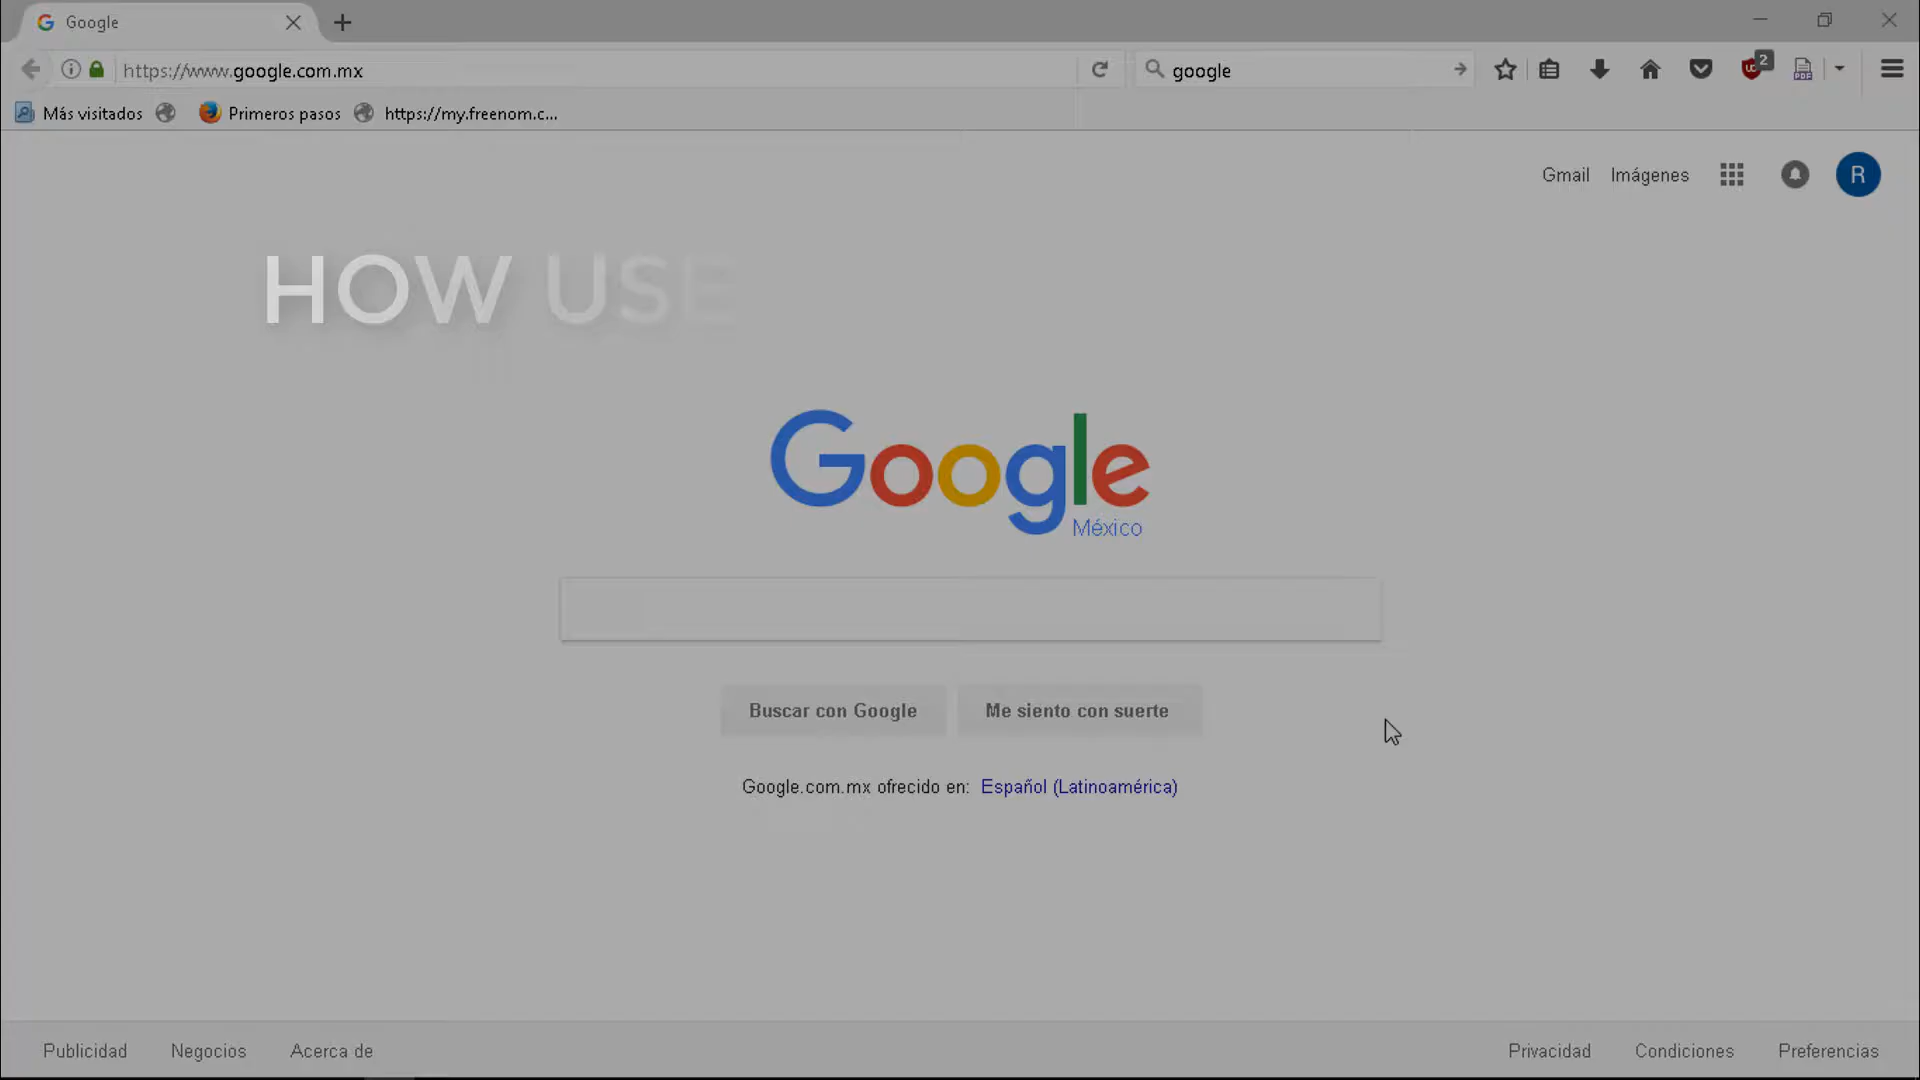 Google
https://www.google.com.mx
google
2
Más visitados
Primeros pasos
https://my.freenom.c...
Gmail
Imágenes
R
HOW USE
Google
México
Buscar con Google
Me siento con suerte
Google.com.mx ofrecido en: Español (Latinoamérica)
Publicidad
Negocios
Acerca de
Privacidad
Condiciones
Preferencias